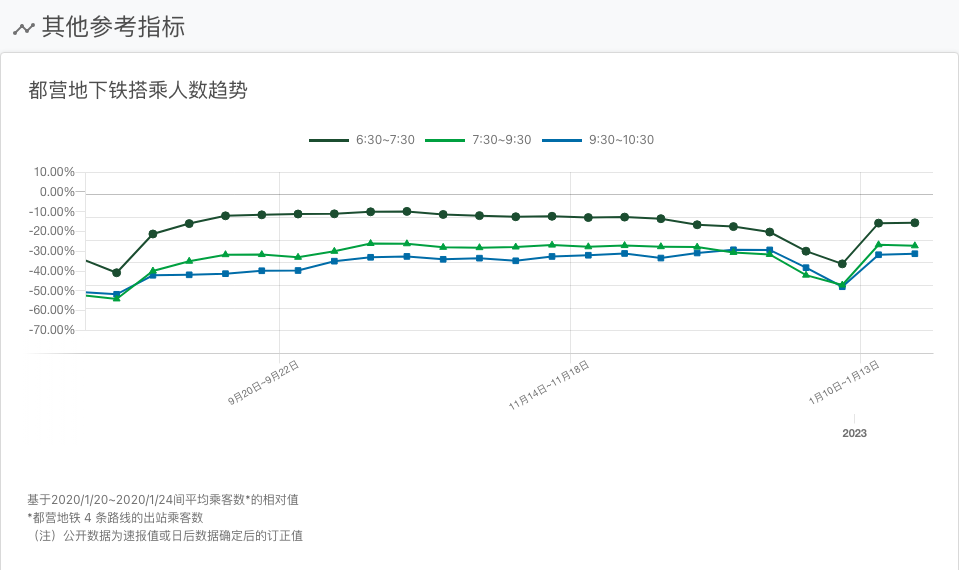 其他参考指标
都营地下铁搭乘人数趋势
6:30~7:30 7:30~9:30 9:30~10:30
10.00%
0.00%
-10.00%
-20.00%
-30.00%
-40.00%
-50.00%
-60.00%
-70.00%
9月20日~9月22日 11月14日~11月18日 1月10日~1月13日
2023
基于2020/1/20~2020/1/24间平均乘客数*的相对值
*都营地铁 4 条路线的出站乘客数
（注）公开数据为速报值或日后数据确定后的订正值